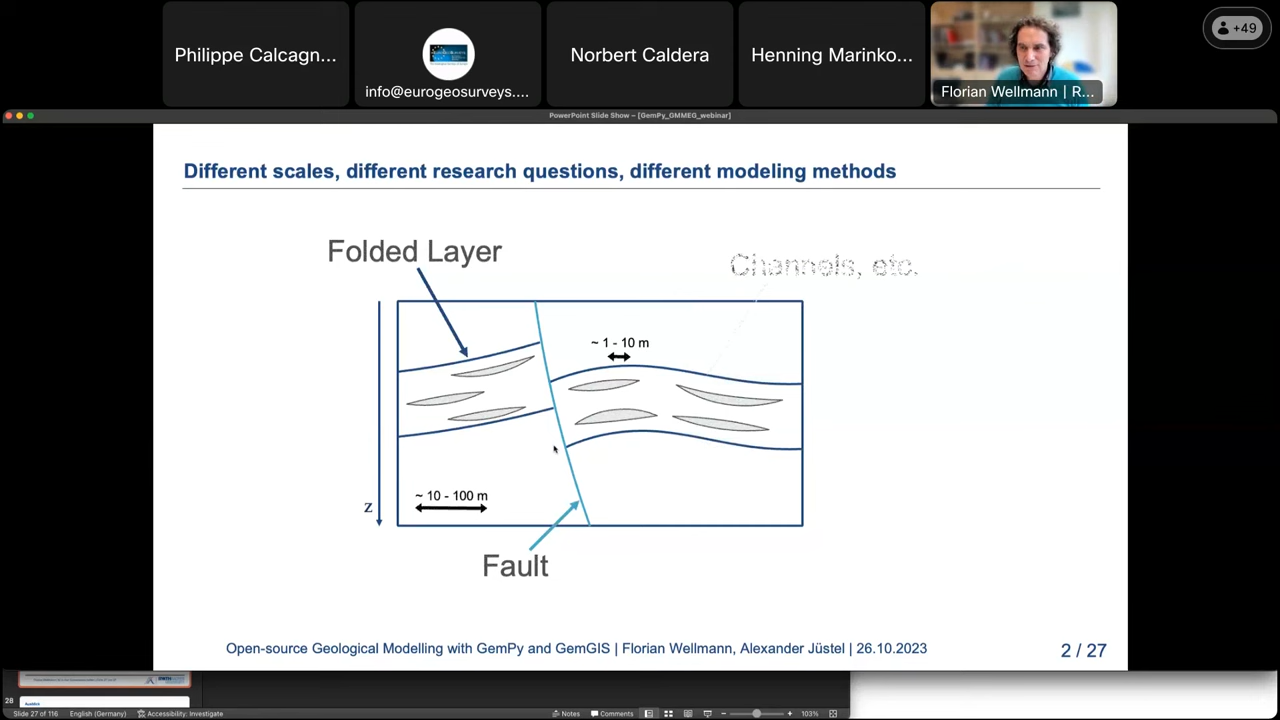 Philippe Calcagn...
info@eurogeosurveys....
Norbert Caldera
Henning Marinko...
Florian Wellmann | R...
+49
PowerPoint Slide Show – [GemPy_GMMEG_webinar]
Different scales, different research questions, different modeling methods
Folded Layer
Channels, etc.
~ 1 - 10 m
~ 10 - 100 m
z
Fault
Open-source Geological Modelling with GemPy and GemGIS | Florian Wellmann, Alexander Jüstel | 26.10.2023
2 / 27
28
Slide 27 of 116
English (Germany)
Accessibility: Investigate
Notes
Comments
103%